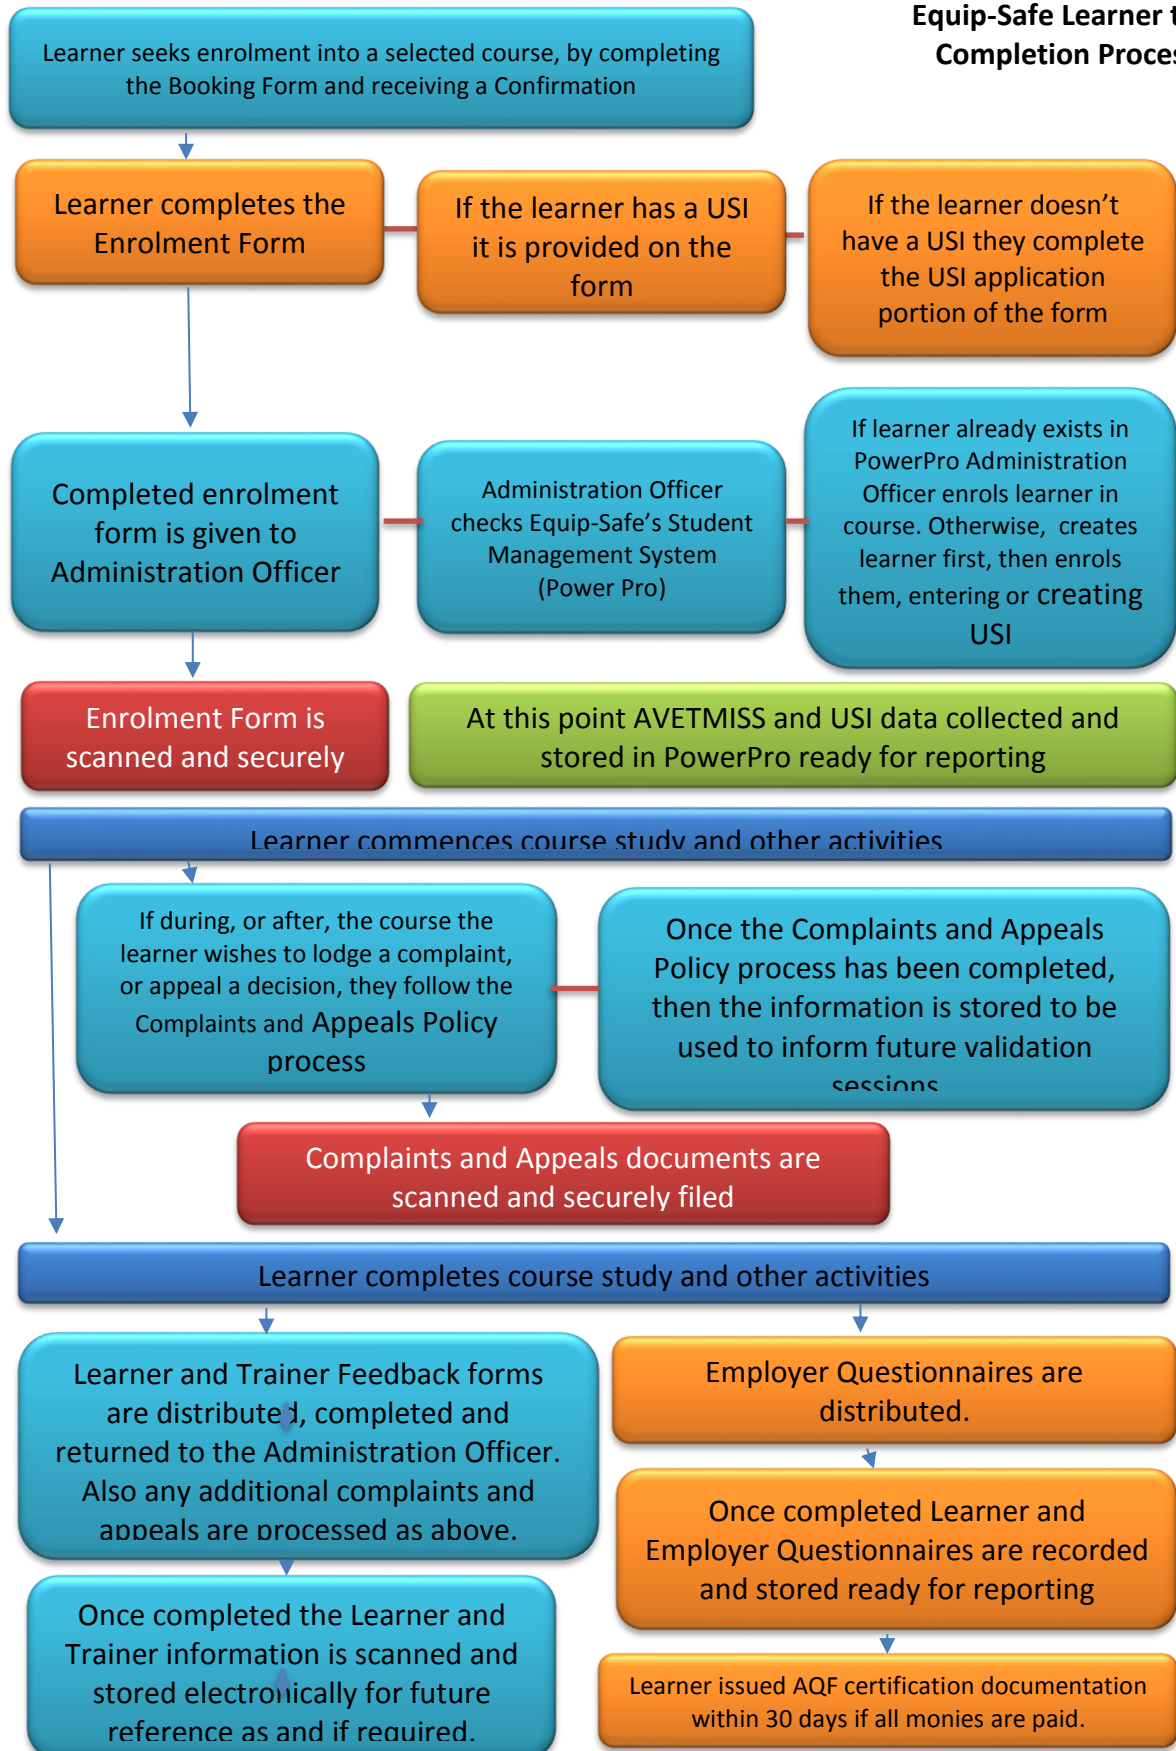 Equip-Safe Learner t
Completion Proces
Learner seeks enrolment into a selected course, by completing
the Booking Form and receiving a Confirmation
Learner completes the
Enrolment Form
If the learner has a USI
it is provided on the
form
If the learner doesn’t
have a USI they complete
the USI application
portion of the form
Completed enrolment
form is given to
Administration Officer
Administration Officer
checks Equip-Safe’s Student
Management System
(Power Pro)
If learner already exists in
PowerPro Administration
Officer enrols learner in
course. Otherwise, creates
learner first, then enrols
them, entering or creating
USI
Enrolment Form is
scanned and securely
At this point AVETMISS and USI data collected and
stored in PowerPro ready for reporting
Learner commences course study and other activities
If during, or after, the course the
learner wishes to lodge a complaint,
or appeal a decision, they follow the
Complaints and Appeals Policy
process
Once the Complaints and Appeals
Policy process has been completed,
then the information is stored to be
used to inform future validation
sessions
Complaints and Appeals documents are
scanned and securely filed
Learner completes course study and other activities
Learner and Trainer Feedback forms
are distributed, completed and
returned to the Administration Officer.
Also any additional complaints and
appeals are processed as above.
Employer Questionnaires are
distributed.
Once completed Learner and
Employer Questionnaires are recorded
and stored ready for reporting
Once completed the Learner and
Trainer information is scanned and
stored electronically for future
reference as and if required.
Learner issued AQF certification documentation
within 30 days if all monies are paid.